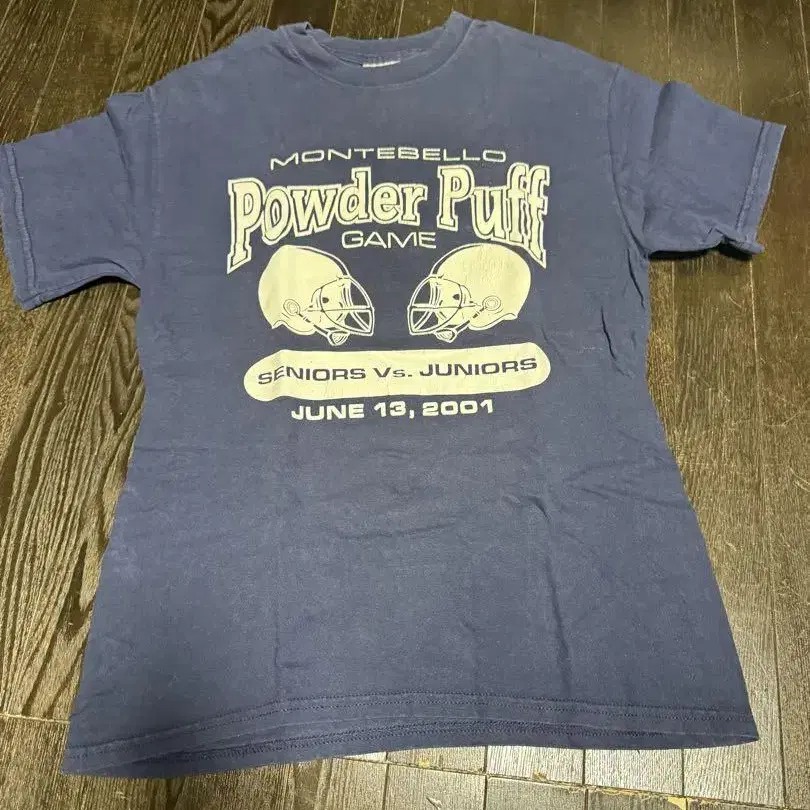 MONTEBELLO
Powder Puff
GAME
SENIORS Vs. JUNIORS
JUNE 13, 2001